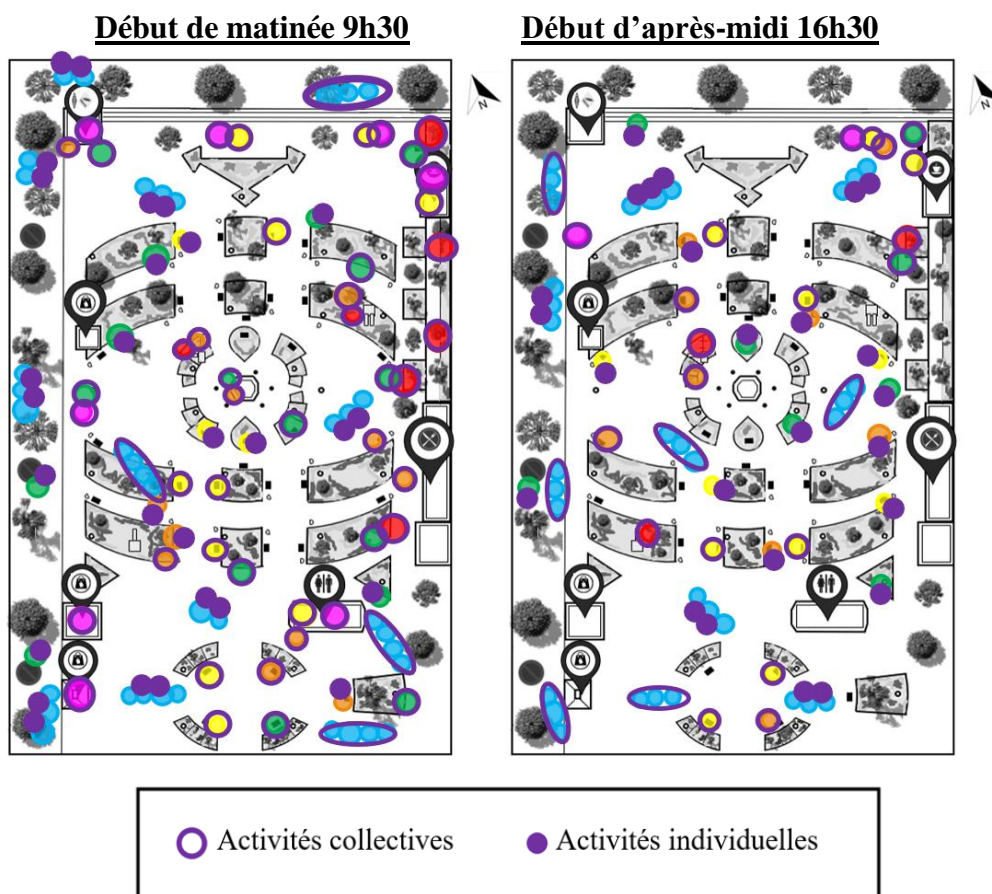 Début de matinée 9h30
Début d’après-midi 16h30
N
N
Activités collectives
Activités individuelles